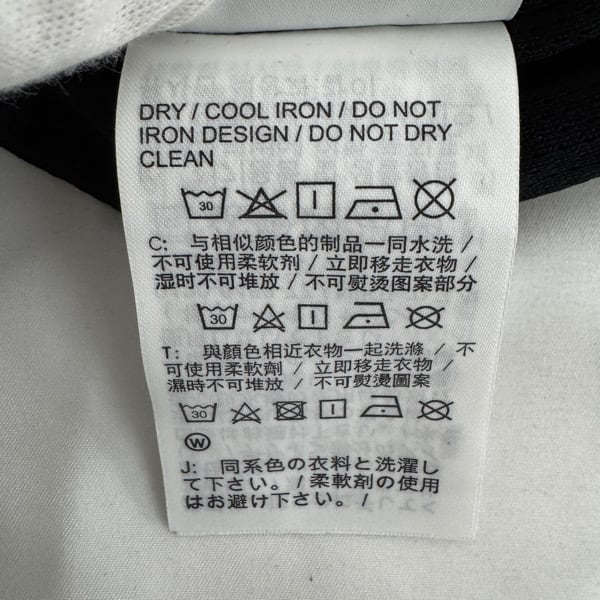 DRY / COOL IRON / DO NOT
IRON DESIGN / DO NOT DRY
CLEAN
30
C: 与相似颜色的制品一同水洗 /
不可使用柔软剂 / 立即移走衣物 /
湿时不可堆放 / 不可熨烫图案部分
30
T: 與顏色相近衣物一起洗滌 / 不
可使用柔軟劑 / 立即移走衣物 /
濕時不可堆放 / 不可熨燙圖案
30
W
J: 同系色の衣料と洗濯し
て下さい。 / 柔軟剤の使用
はお避け下さい。 /